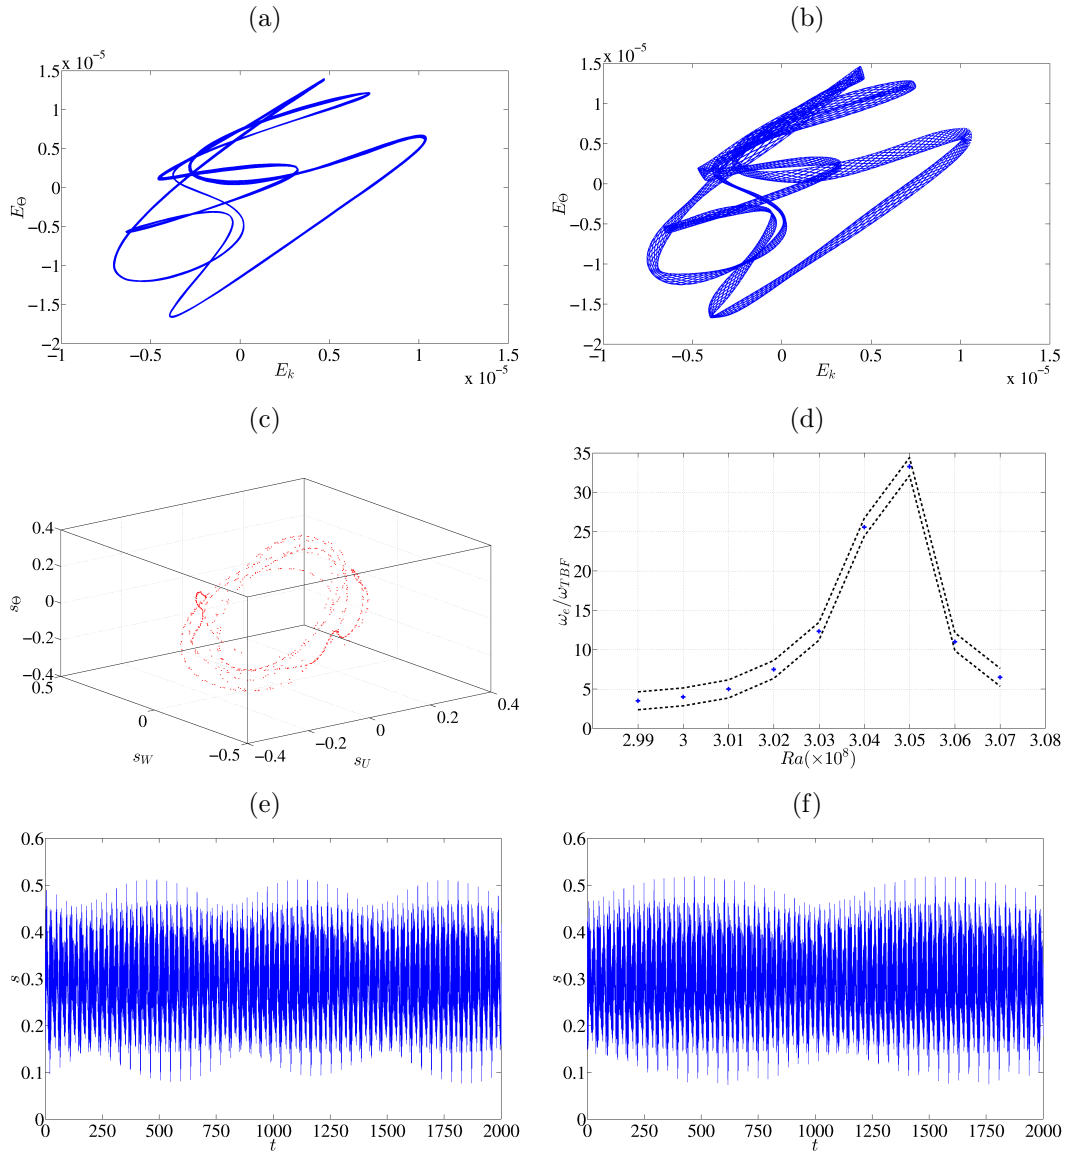 (a)
x 10⁻⁵
1.5
1
0.5
0
−0.5
−1
−1.5
−2
E_Θ
−1 −0.5 0 0.5 1 1.5
E_k
x 10⁻⁵
(b)
x 10⁻⁵
1.5
1
0.5
0
−0.5
−1
−1.5
−2
E_Θ
−1 −0.5 0 0.5 1 1.5
E_k
x 10⁻⁵
(c)
0.4
0.2
0
−0.2
−0.4
s_Θ
0.5
0
−0.5
s_W
−0.4
−0.2
0
0.2
0.4
s_U
(d)
35
30
25
20
15
10
5
0
ω_e/ω_TBF
2.99 3 3.01 3.02 3.03 3.04 3.05 3.06 3.07 3.08
Ra(×10⁸)
(e)
0.6
0.5
0.4
0.3
0.2
0.1
0
s
0 250 500 750 1000 1250 1500 1750 2000
t
(f)
0.6
0.5
0.4
0.3
0.2
0.1
0
s
0 250 500 750 1000 1250 1500 1750 2000
t